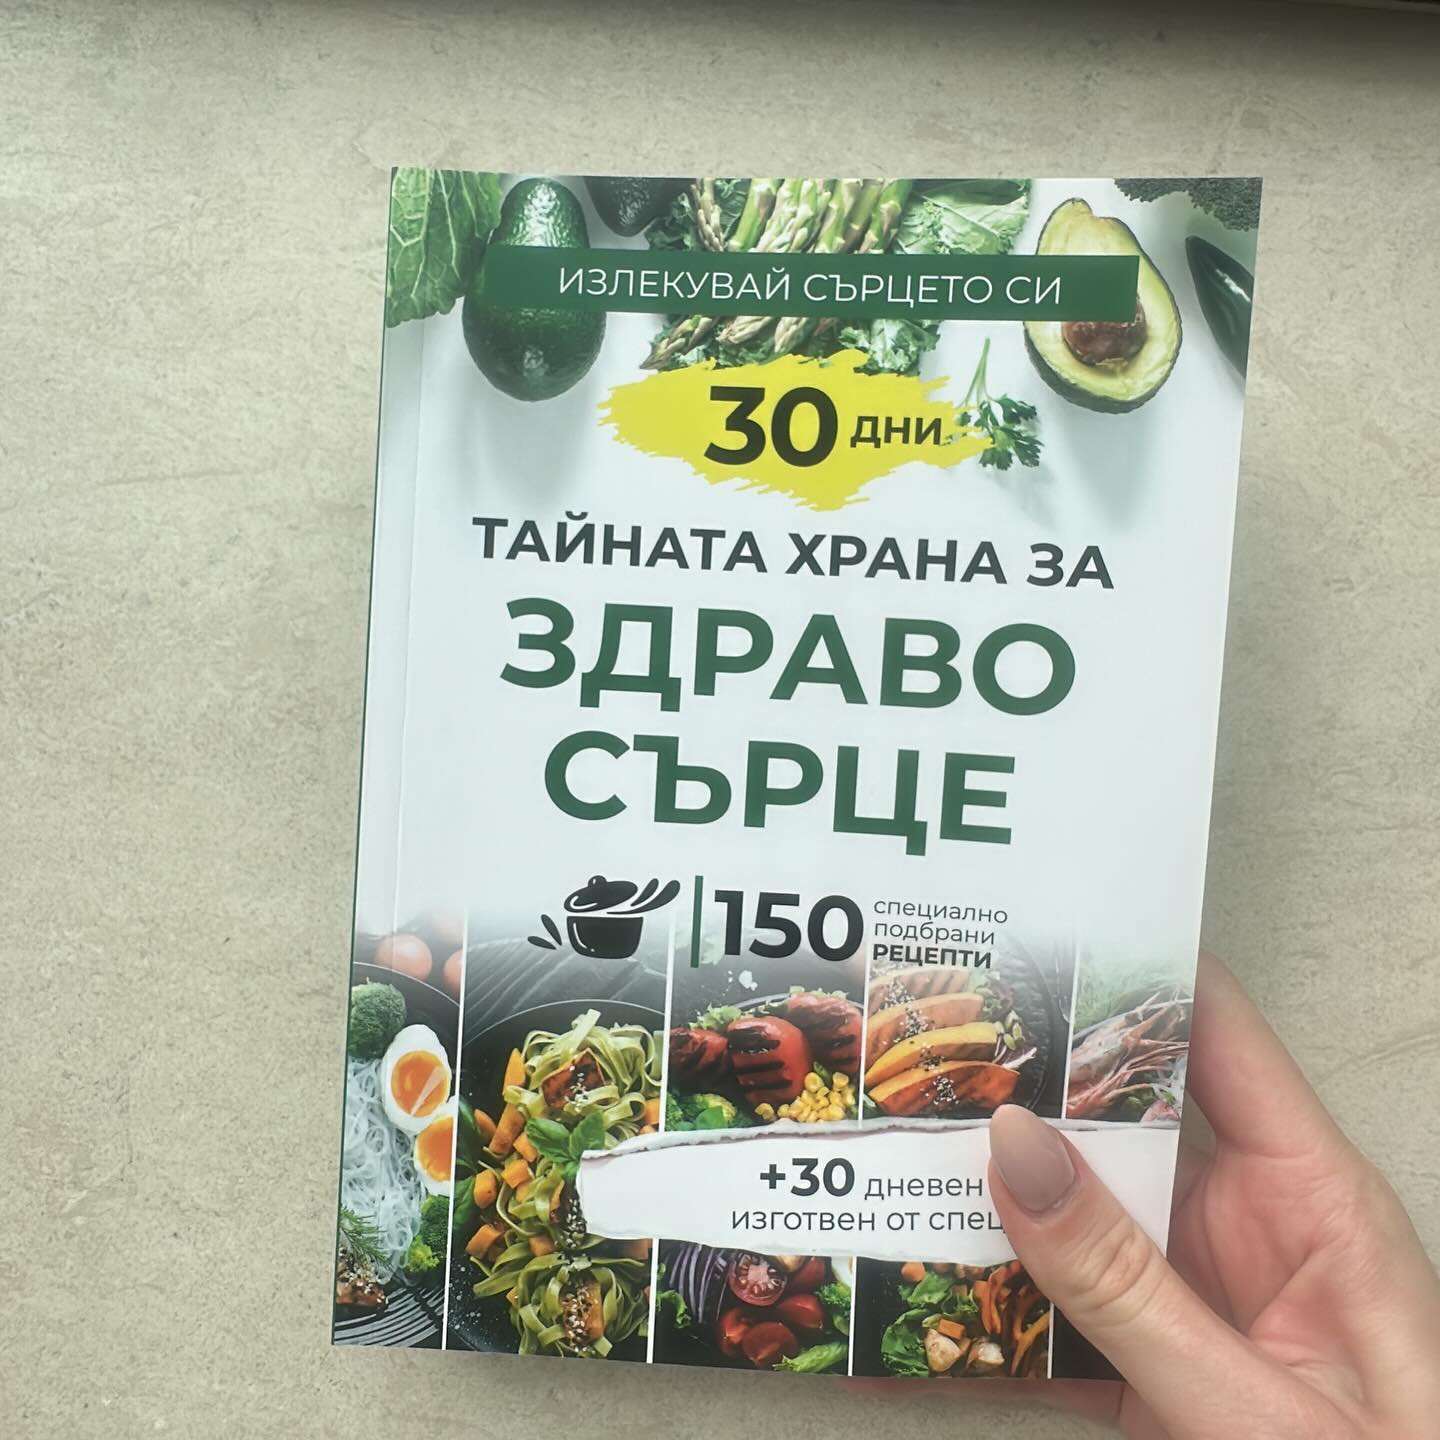 ИЗЛЕКУВАЙ СЪРЦЕТО СИ
30 ДНИ
ТАЙНАТА ХРАНА ЗА
ЗДРАВО
СЪРЦЕ
150 специално
подбрани
РЕЦЕПТИ
+30 дневен
изготвен от